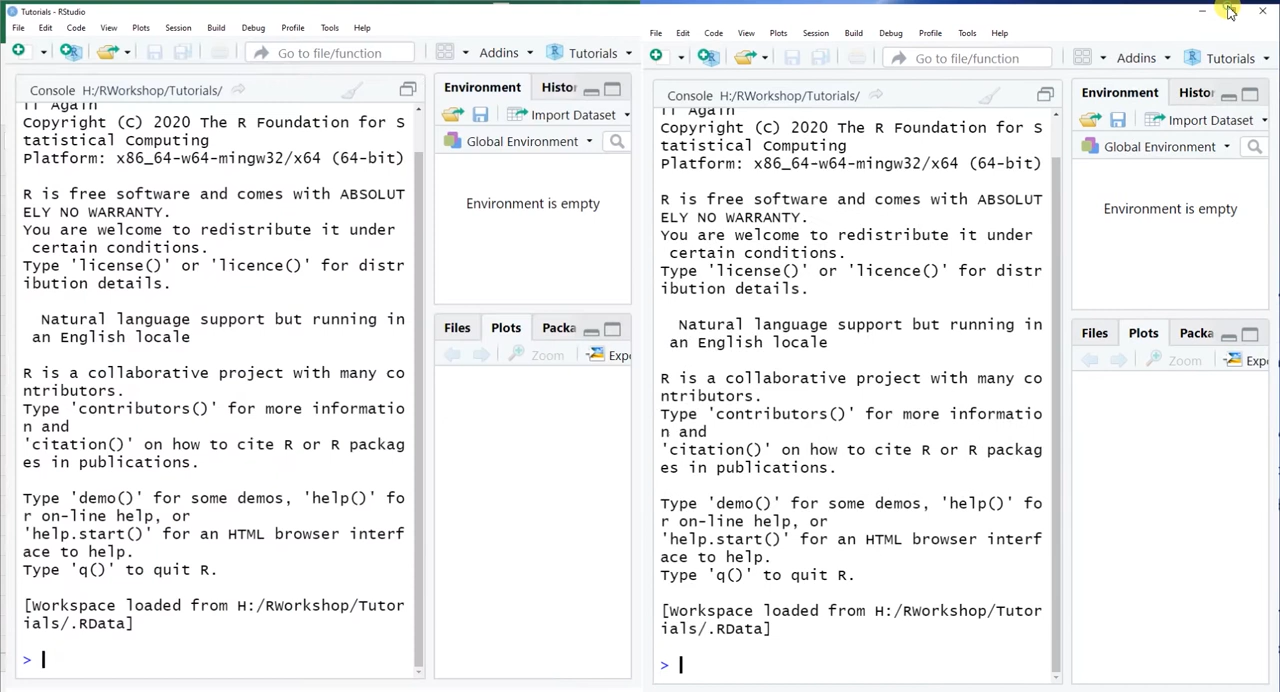 Tutorials - RStudio
File Edit Code View Plots Session Build Debug Profile Tools Help
Go to file/function
Addins
Tutorials
Console H:/RWorkshop/Tutorials/
Copyright (C) 2020 The R Foundation for S
tatistical Computing
Platform: x86_64-w64-mingw32/x64 (64-bit)
R is free software and comes with ABSOLUT
ELY NO WARRANTY.
You are welcome to redistribute it under
certain conditions.
Type 'license()' or 'licence()' for distr
ibution details.
Natural language support but running in
an English locale
R is a collaborative project with many co
ntributors.
Type 'contributors()' for more informatio
n and
'citation()' on how to cite R or R packag
es in publications.
Type 'demo()' for some demos, 'help()' fo
r on-line help, or
'help.start()' for an HTML browser interf
ace to help.
Type 'q()' to quit R.
[Workspace loaded from H:/RWorkshop/Tutor
ials/.RData]
>
Environment Histor
Import Dataset
Global Environment
Environment is empty
Files Plots Packa
Zoom Expo
File Edit Code View Plots Session Build Debug Profile Tools Help
Go to file/function
Addins
Tutorials
Console H:/RWorkshop/Tutorials/
Copyright (C) 2020 The R Foundation for S
tatistical Computing
Platform: x86_64-w64-mingw32/x64 (64-bit)
R is free software and comes with ABSOLUT
ELY NO WARRANTY.
You are welcome to redistribute it under
certain conditions.
Type 'license()' or 'licence()' for distr
ibution details.
Natural language support but running in
an English locale
R is a collaborative project with many co
ntributors.
Type 'contributors()' for more informatio
n and
'citation()' on how to cite R or R packag
es in publications.
Type 'demo()' for some demos, 'help()' fo
r on-line help, or
'help.start()' for an HTML browser interf
ace to help.
Type 'q()' to quit R.
[Workspace loaded from H:/RWorkshop/Tutor
ials/.RData]
>
Environment Histor
Import Dataset
Global Environment
Environment is empty
Files Plots Packa
Zoom Exp